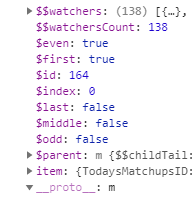 ▶ $$watchers: (138) [{…},
$$watchersCount: 138
$even: true
$first: true
$id: 164
$index: 0
$last: false
$middle: false
$odd: false
▶ $parent: m {$$childTail:
▶ item: {TodaysMatchupsID:
▼ __proto__: m